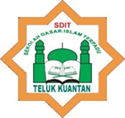 SDIT
SEKOLAH DASAR ISLAM TERPADU
TELUK KUANTAN